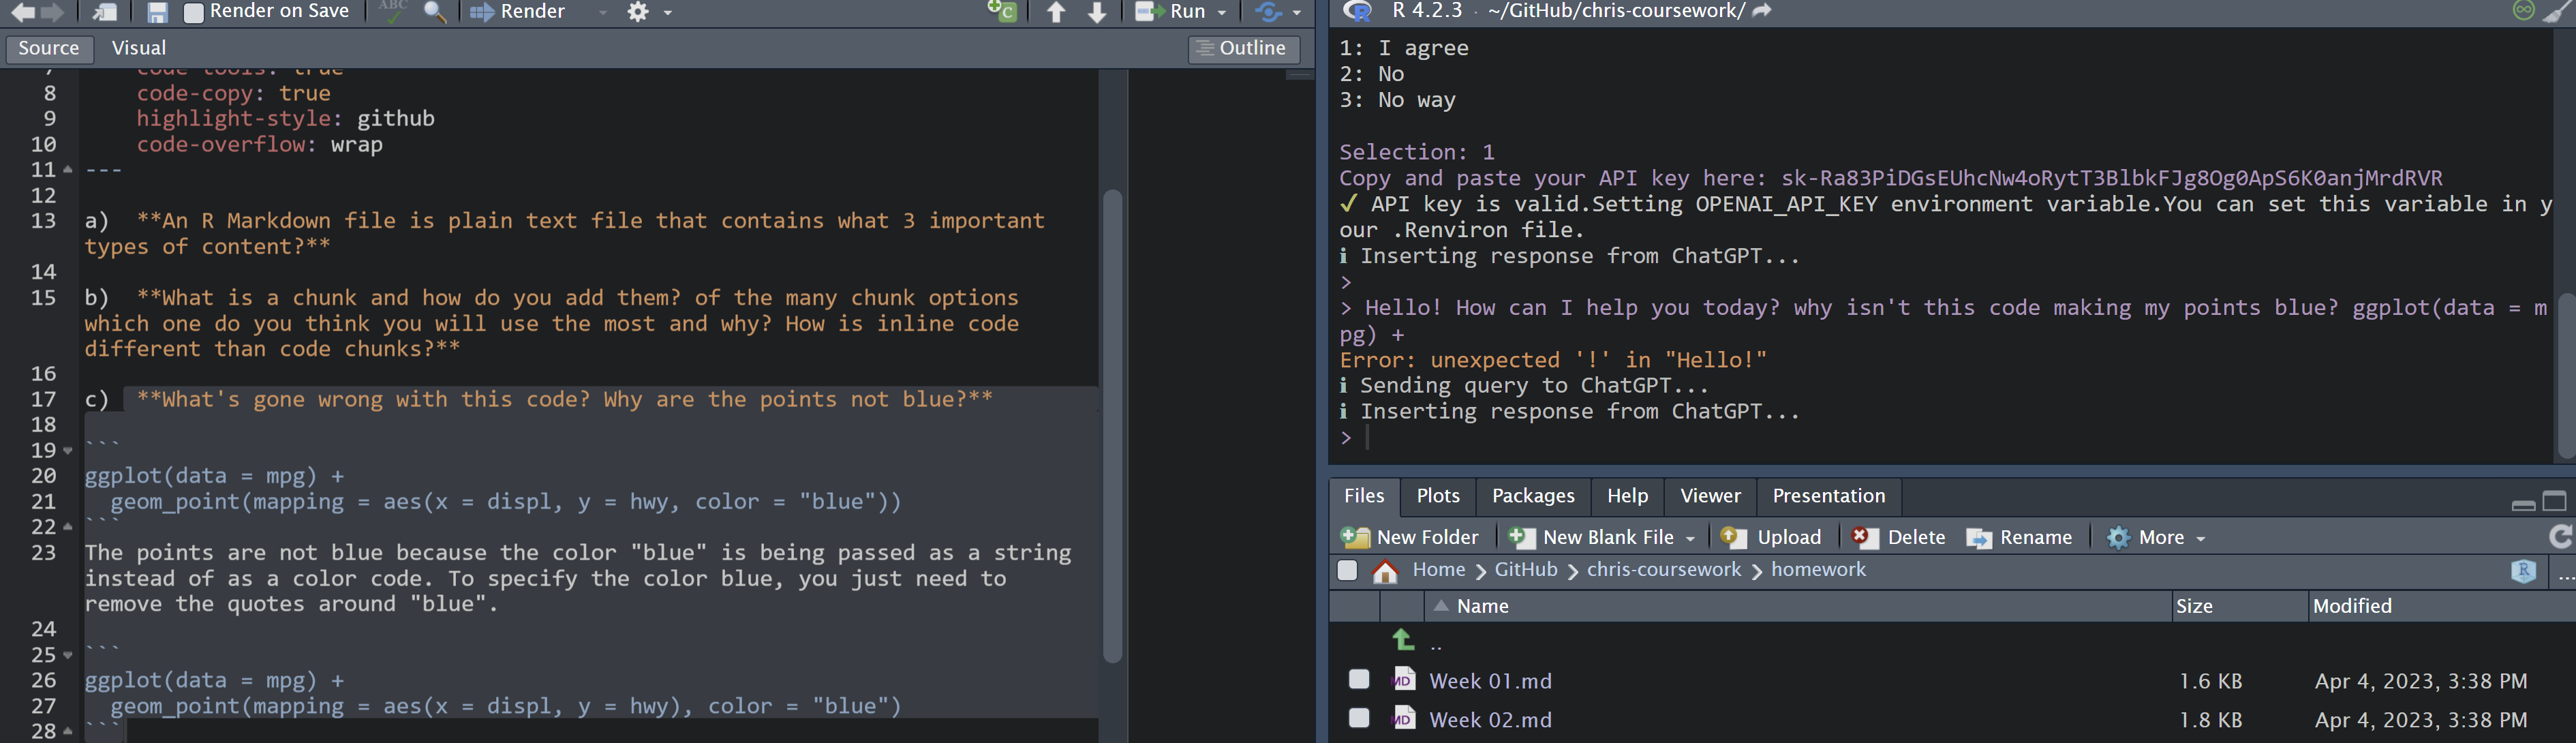 Render on Save
ABC
Render
Run
Source
Visual
Outline
7 code-tools: true
8 code-copy: true
9 highlight-style: github
10 code-overflow: wrap
11 ---
12
13 a) **An R Markdown file is plain text file that contains what 3 important
types of content?**
14
15 b) **What is a chunk and how do you add them? of the many chunk options
which one do you think you will use the most and why? How is inline code
different than code chunks?**
16
17 c) **What's gone wrong with this code? Why are the points not blue?**
18
19 ```
20 ggplot(data = mpg) +
21 geom_point(mapping = aes(x = displ, y = hwy, color = "blue"))
22 ```
23 The points are not blue because the color "blue" is being passed as a string
instead of as a color code. To specify the color blue, you just need to
remove the quotes around "blue".
24
25 ```
26 ggplot(data = mpg) +
27 geom_point(mapping = aes(x = displ, y = hwy), color = "blue")
28 ```
R 4.2.3 · ~/GitHub/chris-coursework/
1: I agree
2: No
3: No way
Selection: 1
Copy and paste your API key here: 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
✓ API key is valid.Setting OPENAI_API_KEY environment variable.You can set this variable in y
our .Renviron file.
ℹ Inserting response from ChatGPT...
>
> Hello! How can I help you today? why isn't this code making my points blue? ggplot(data = m
pg) +
Error: unexpected '!' in "Hello!"
ℹ Sending query to ChatGPT...
ℹ Inserting response from ChatGPT...
>
Files Plots Packages Help Viewer Presentation
New Folder New Blank File Upload Delete Rename More
Home GitHub chris-coursework homework
R ...
Name Size Modified
..
MD Week 01.md 1.6 KB Apr 4, 2023, 3:38 PM
MD Week 02.md 1.8 KB Apr 4, 2023, 3:38 PM